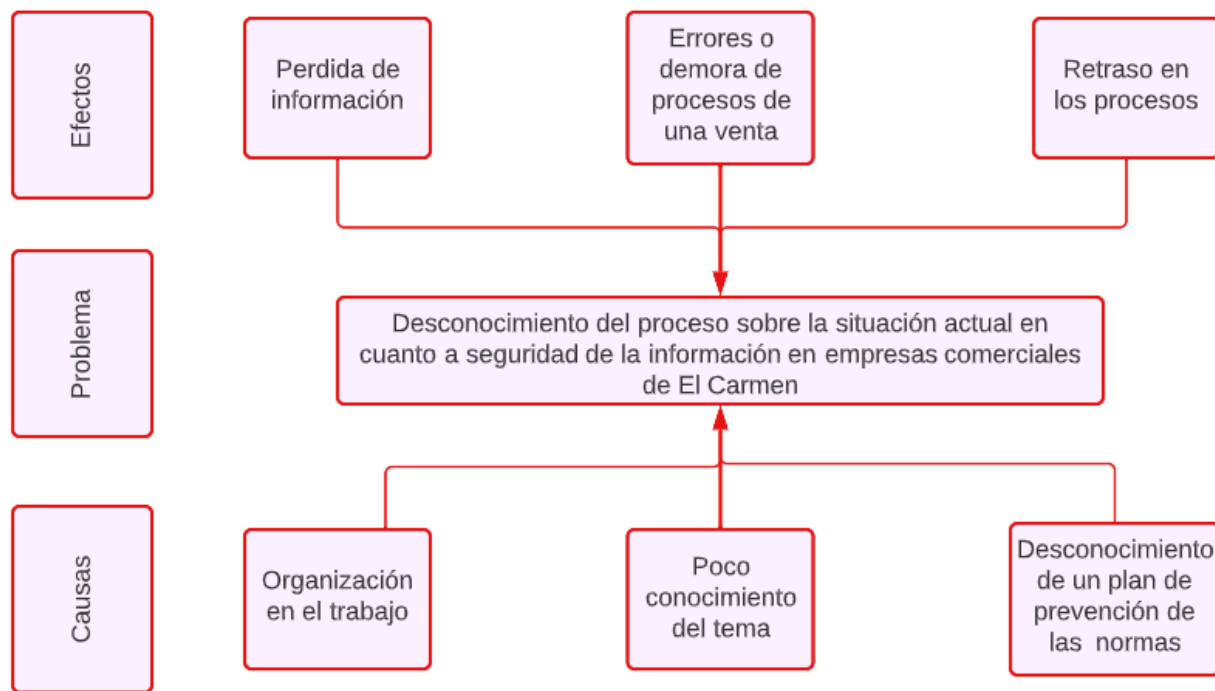 Efectos
Perdida de
información
Errores o
demora de
procesos de
una venta
Retraso en
los procesos
Problema
Desconocimiento del proceso sobre la situación actual en
cuanto a seguridad de la información en empresas comerciales
de El Carmen
Causas
Organización
en el trabajo
Poco
conocimiento
del tema
Desconocimiento
de un plan de
prevención de
las normas